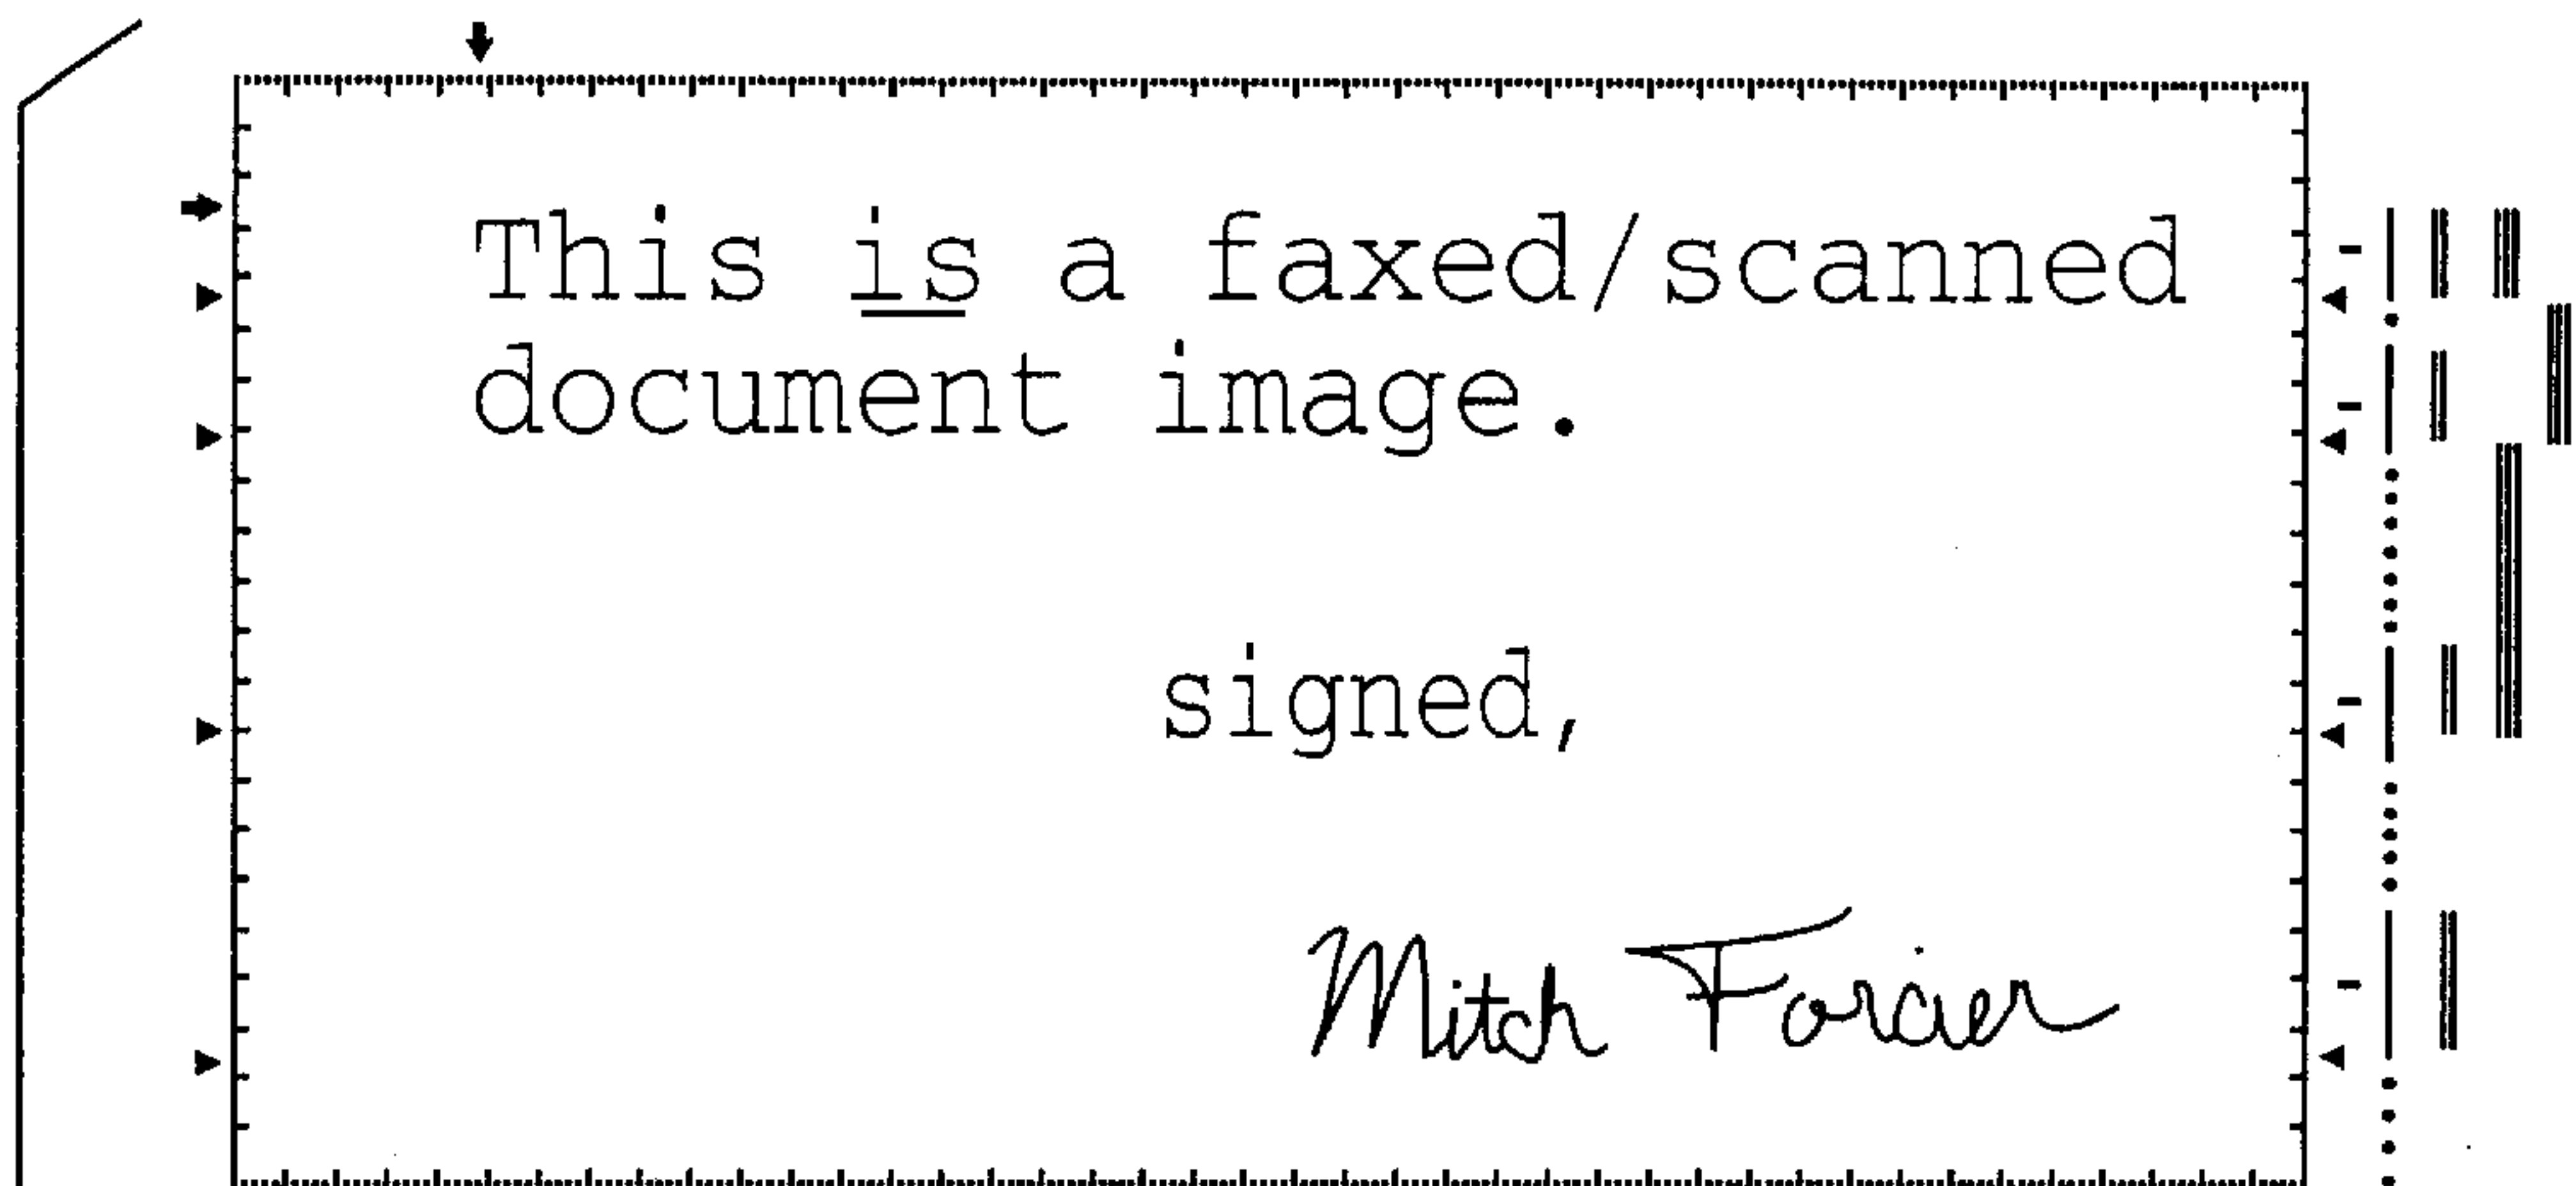 This is a faxed/scanned
document image.
signed,
Mitch Forcier